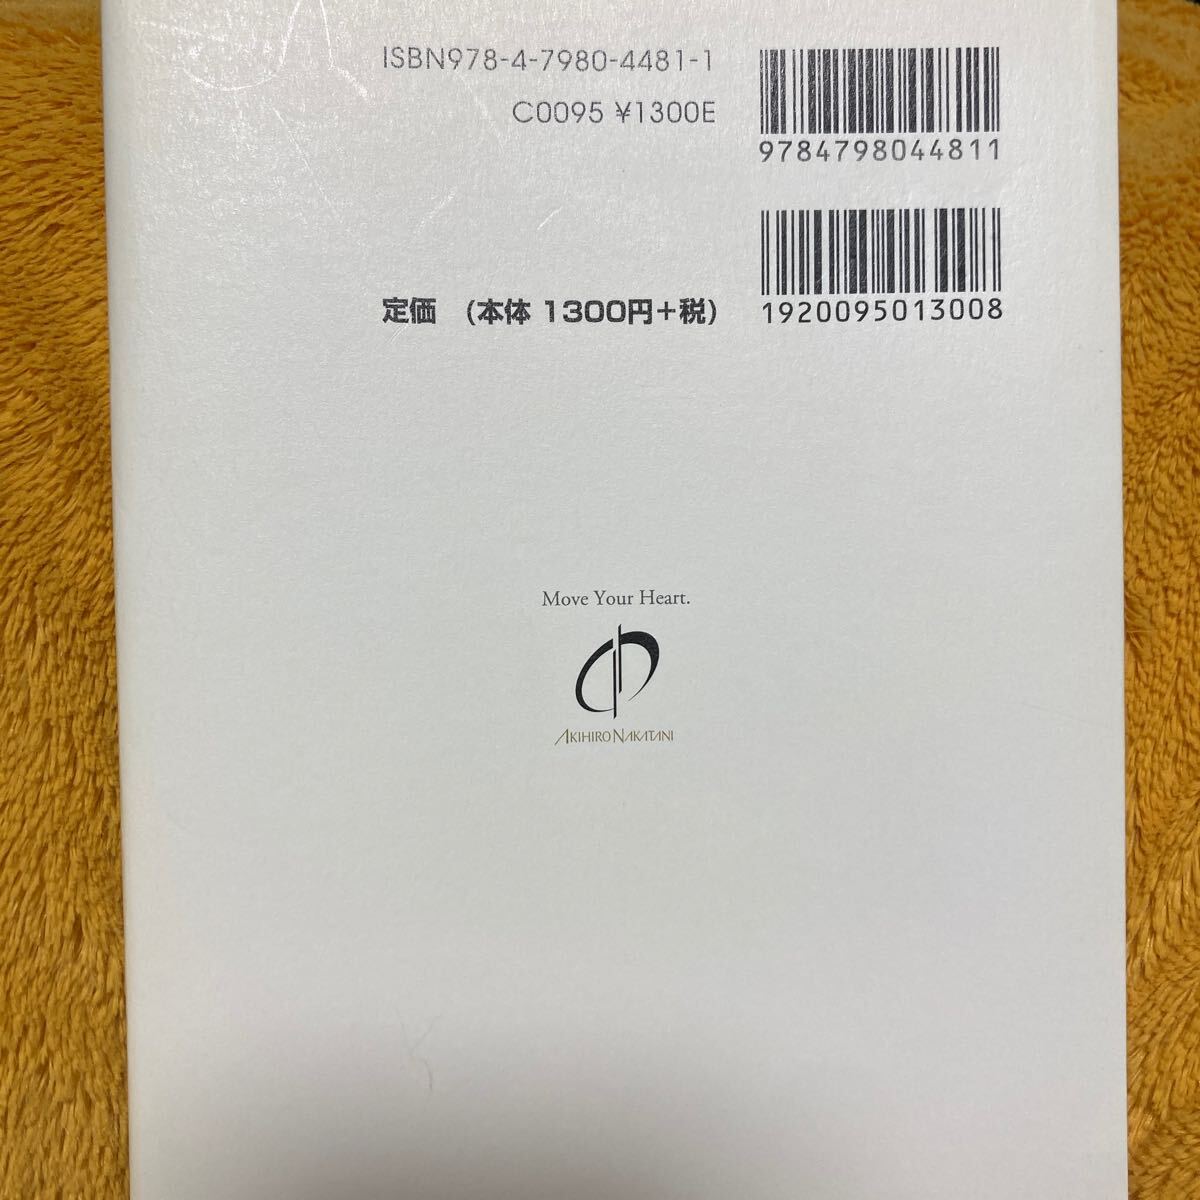 ISBN978-4-7980-4481-1
C0095 ¥1300E
9784798044811
定価 (本体 1300円+税)
1920095013008
Move Your Heart.
AKIHIRO NAKATANI